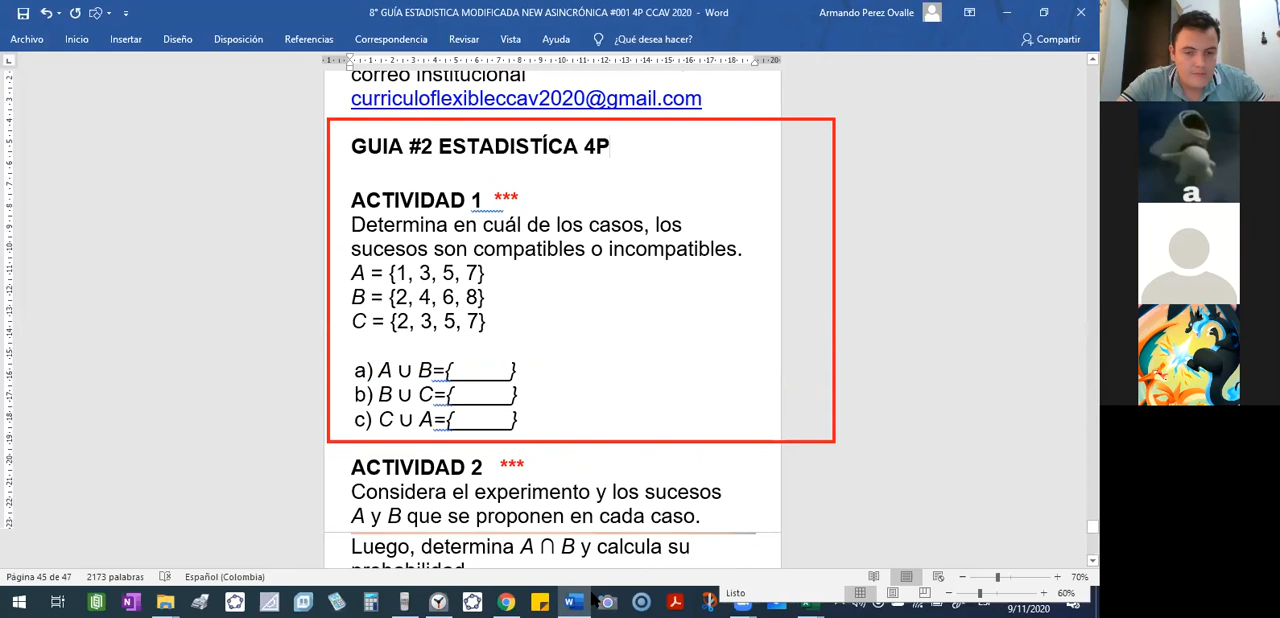 8° GUÍA ESTADISTICA MODIFICADA NEW ASINCRÓNICA #001 4P CCAV 2020 - Word
Armando Perez Ovalle
Archivo Inicio Insertar Diseño Disposición Referencias Correspondencia Revisar Vista Ayuda ¿Qué desea hacer? Compartir
correo institucional
curriculoflexibleccav2020@gmail.com
GUIA #2 ESTADISTÍCA 4P
ACTIVIDAD 1 ***
Determina en cuál de los casos, los
sucesos son compatibles o incompatibles.
A = {1, 3, 5, 7}
B = {2, 4, 6, 8}
C = {2, 3, 5, 7}
a) A ∪ B={______}
b) B ∪ C={______}
c) C ∪ A={______}
ACTIVIDAD 2 ***
Considera el experimento y los sucesos
A y B que se proponen en cada caso.
Luego, determina A ∩ B y calcula su
probabilidad
a
Página 45 de 47 2173 palabras Español (Colombia) 70%
Listo 60%
9/11/2020